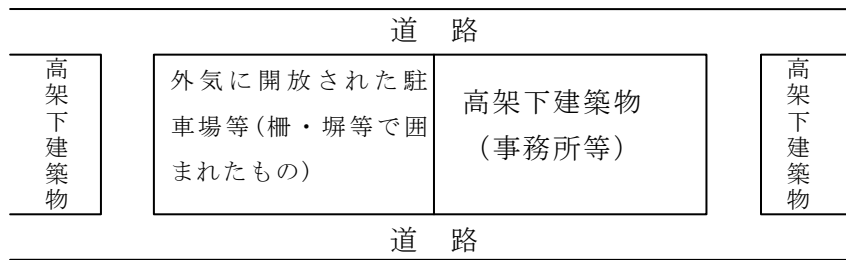 道　路
高架下建築物
外気に開放された駐
車場等（柵・塀等で囲
まれたもの）
高架下建築物
（事務所等）
高架下建築物
道　路